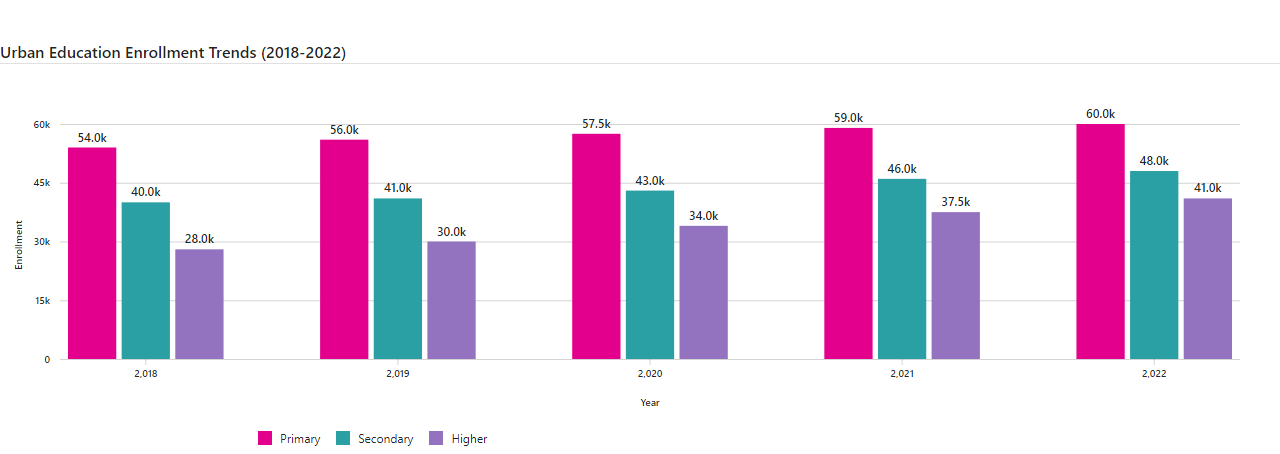 Urban Education Enrollment Trends (2018-2022)
Enrollment
60k
45k
30k
15k
0
54.0k 40.0k 28.0k
56.0k 41.0k 30.0k
57.5k 43.0k 34.0k
59.0k 46.0k 37.5k
60.0k 48.0k 41.0k
2,018 2,019 2,020 2,021 2,022
Year
Primary Secondary Higher